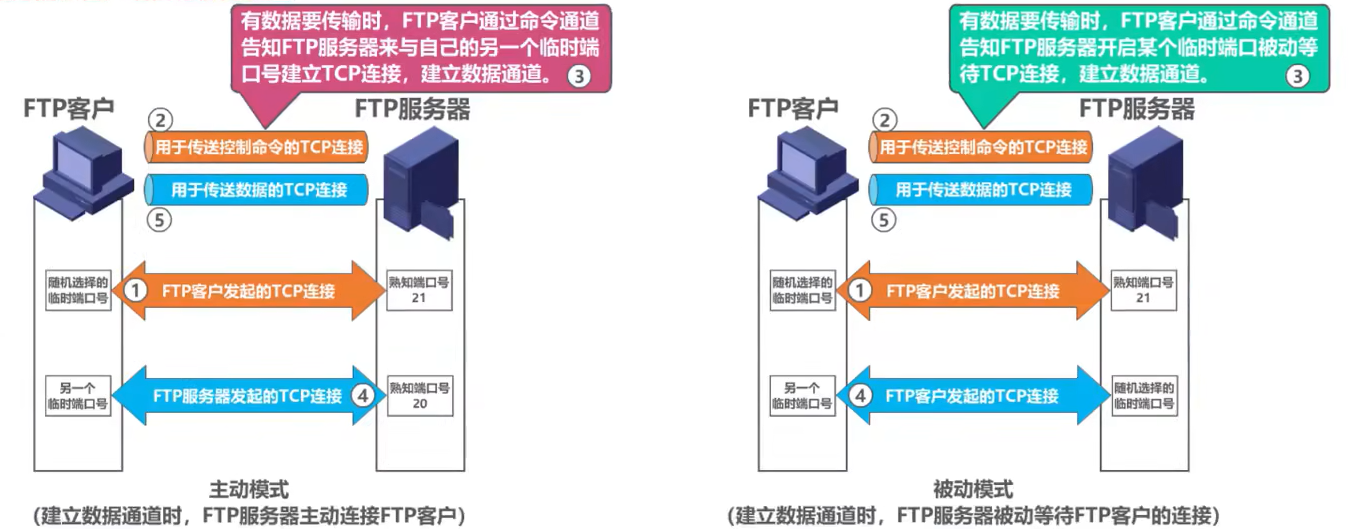 有数据要传输时，FTP客户通过命令通道
告知FTP服务器来与自己的另一个临时端
口号建立TCP连接，建立数据通道。 ③
FTP客户
FTP服务器
②
用于传送控制命令的TCP连接
用于传送数据的TCP连接
⑤
随机选择的
临时端口号
① FTP客户发起的TCP连接
熟知端口号
21
另一个
临时端口号
FTP服务器发起的TCP连接 ④
熟知端口号
20
主动模式
(建立数据通道时，FTP服务器主动连接FTP客户)
有数据要传输时，FTP客户通过命令通道
告知FTP服务器开启某个临时端口被动等
待TCP连接，建立数据通道。 ③
FTP客户
FTP服务器
②
用于传送控制命令的TCP连接
用于传送数据的TCP连接
⑤
随机选择的
临时端口号
① FTP客户发起的TCP连接
熟知端口号
21
另一个
临时端口号
④ FTP客户发起的TCP连接
随机选择的
临时端口号
被动模式
(建立数据通道时，FTP服务器被动等待FTP客户的连接)